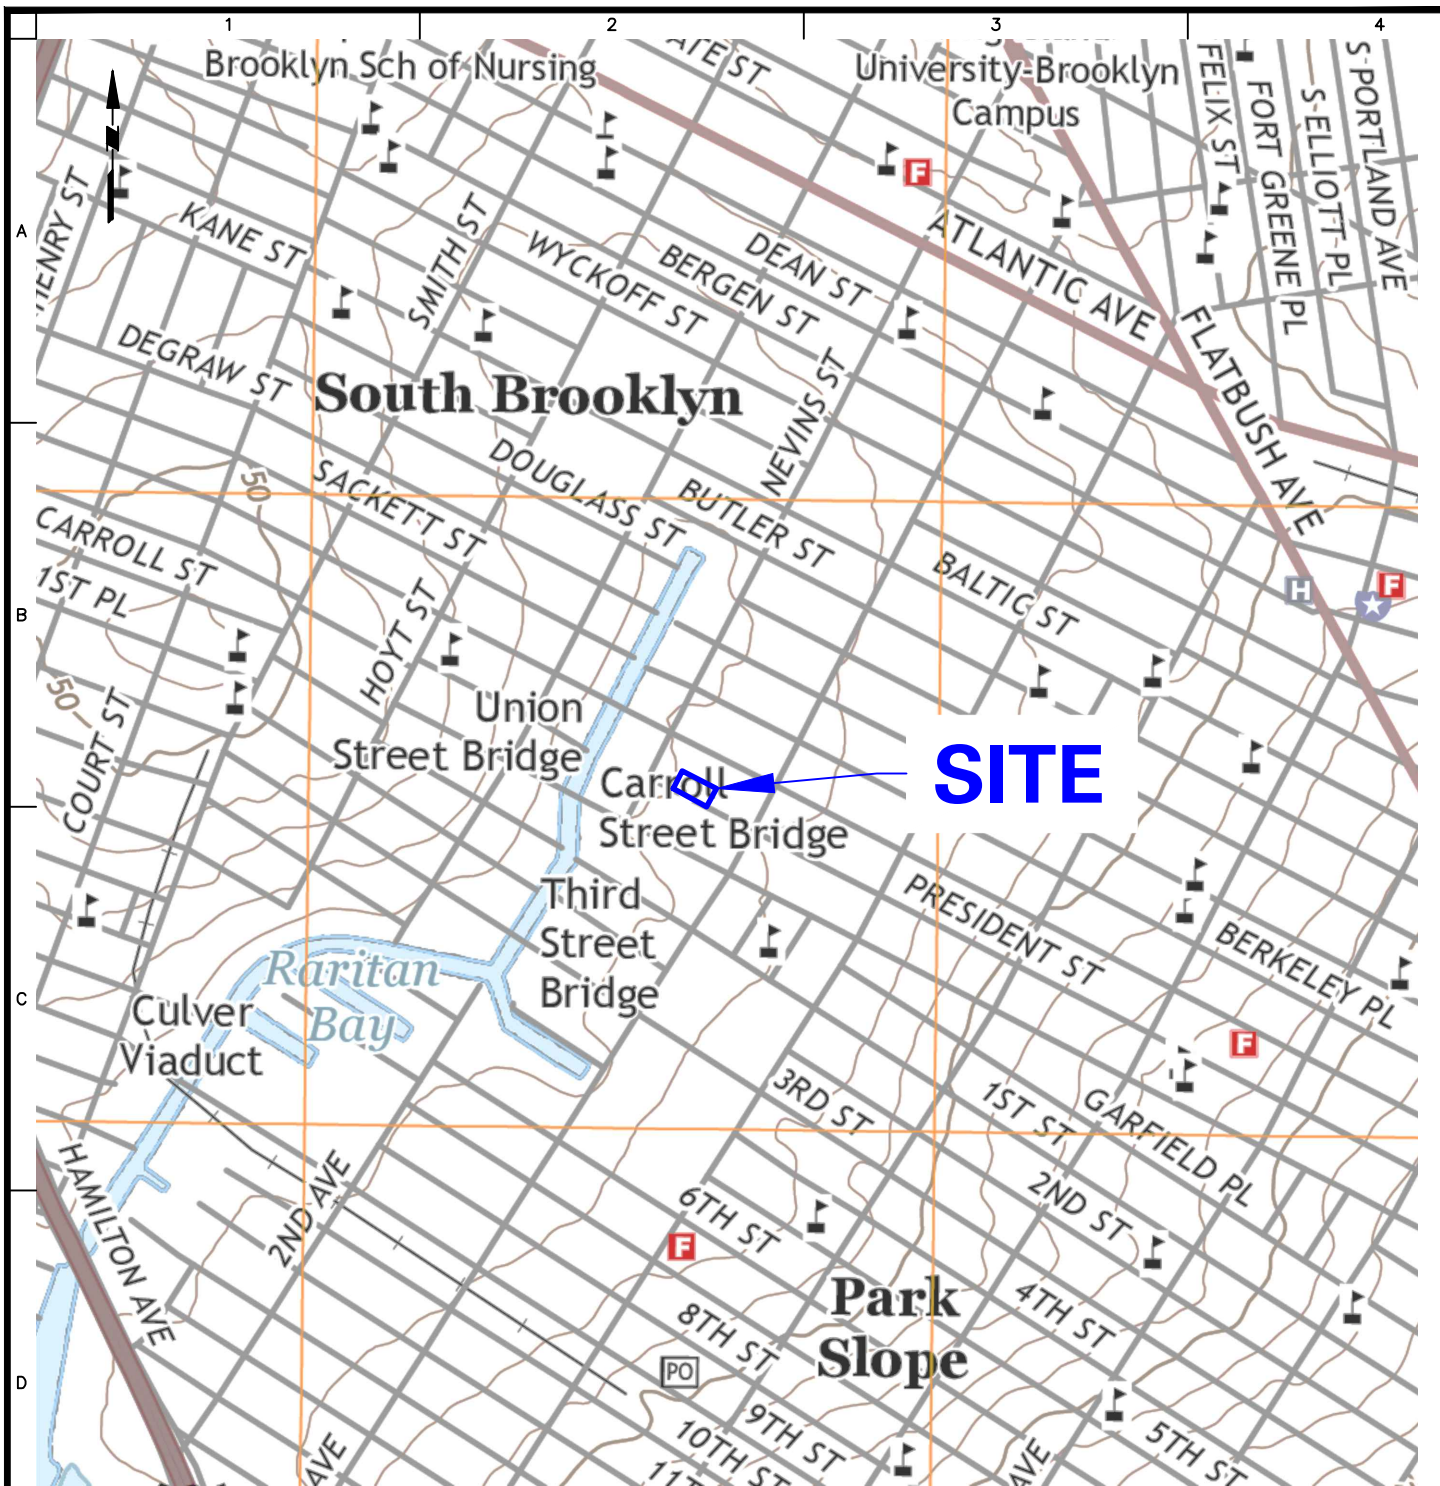 1
2
3
4
A
B
C
D
Brooklyn Sch of Nursing
ATE ST
University-Brooklyn
Campus
FELIX ST
FORT GREENE PL
S-ELLIOTT PL
S-PORTLAND AVE
HENRY ST
KANE ST
SMITH ST
WYCKOFF ST
BERGEN ST
DEAN ST
ATLANTIC AVE
FLATBUSH AVE
F
DEGRAW ST
South Brooklyn
NEVINS ST
DOUGLASS ST
SACKETT ST
BUTLER ST
BALTIC ST
50
CARROLL ST
1ST PL
HOYT ST
H
F
50
COURT ST
Union
Street Bridge
Carroll
Street Bridge
SITE
Third
Street
Bridge
PRESIDENT ST
BERKELEY PL
Raritan
Bay
Culver
Viaduct
F
3RD ST
1ST ST
GARFIELD PL
2ND ST
HAMILTON AVE
2ND AVE
6TH ST
F
Park
Slope
4TH ST
8TH ST
PO
9TH ST
10TH ST
11T
5TH ST
AVE
AVE